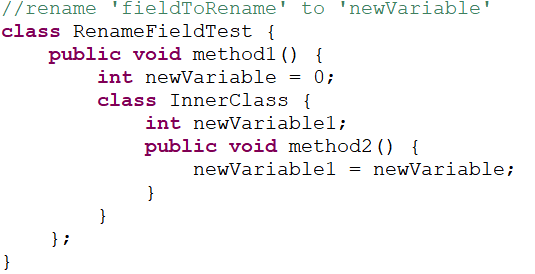 //rename 'fieldToRename' to 'newVariable'
class RenameFieldTest {
    public void method1() {
        int newVariable = 0;
        class InnerClass {
            int newVariable1;
            public void method2() {
                newVariable1 = newVariable;
            }
        }
    };
}